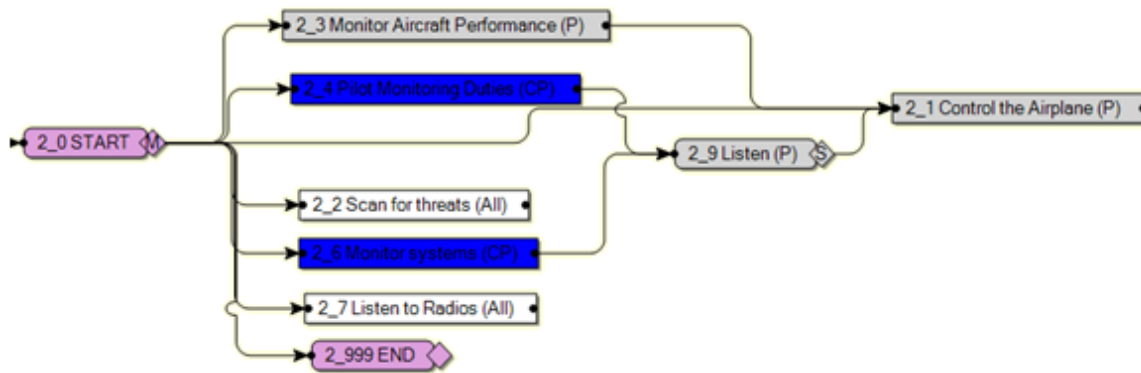 2_3 Monitor Aircraft Performance (P)
2_4 Pilot Monitoring Duties (CP)
2_1 Control the Airplane (P)
2_0 START M
2_9 Listen (P) S
2_2 Scan for threats (All)
2_6 Monitor systems (CP)
2_7 Listen to Radios (All)
2_999 END